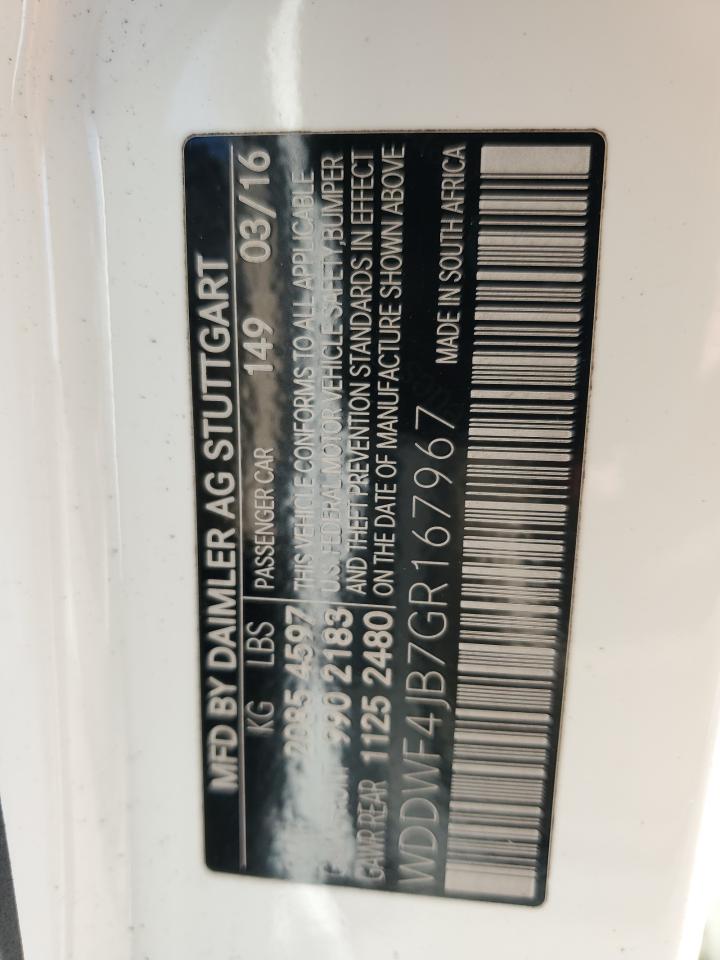 MFD BY DAIMLER AG STUTTGART
KG LBS PASSENGER CAR 149 03/16
2085 4597 THIS VEHICLE CONFORMS TO ALL APPLICABLE
FRONT 990 2183 U.S. FEDERAL MOTOR VEHICLE SAFETY,BUMPER
AND THEFT PREVENTION STANDARDS IN EFFECT
GAWR REAR 1125 2480 ON THE DATE OF MANUFACTURE SHOWN ABOVE
WDDWF4JB7GR167967 MADE IN SOUTH AFRICA